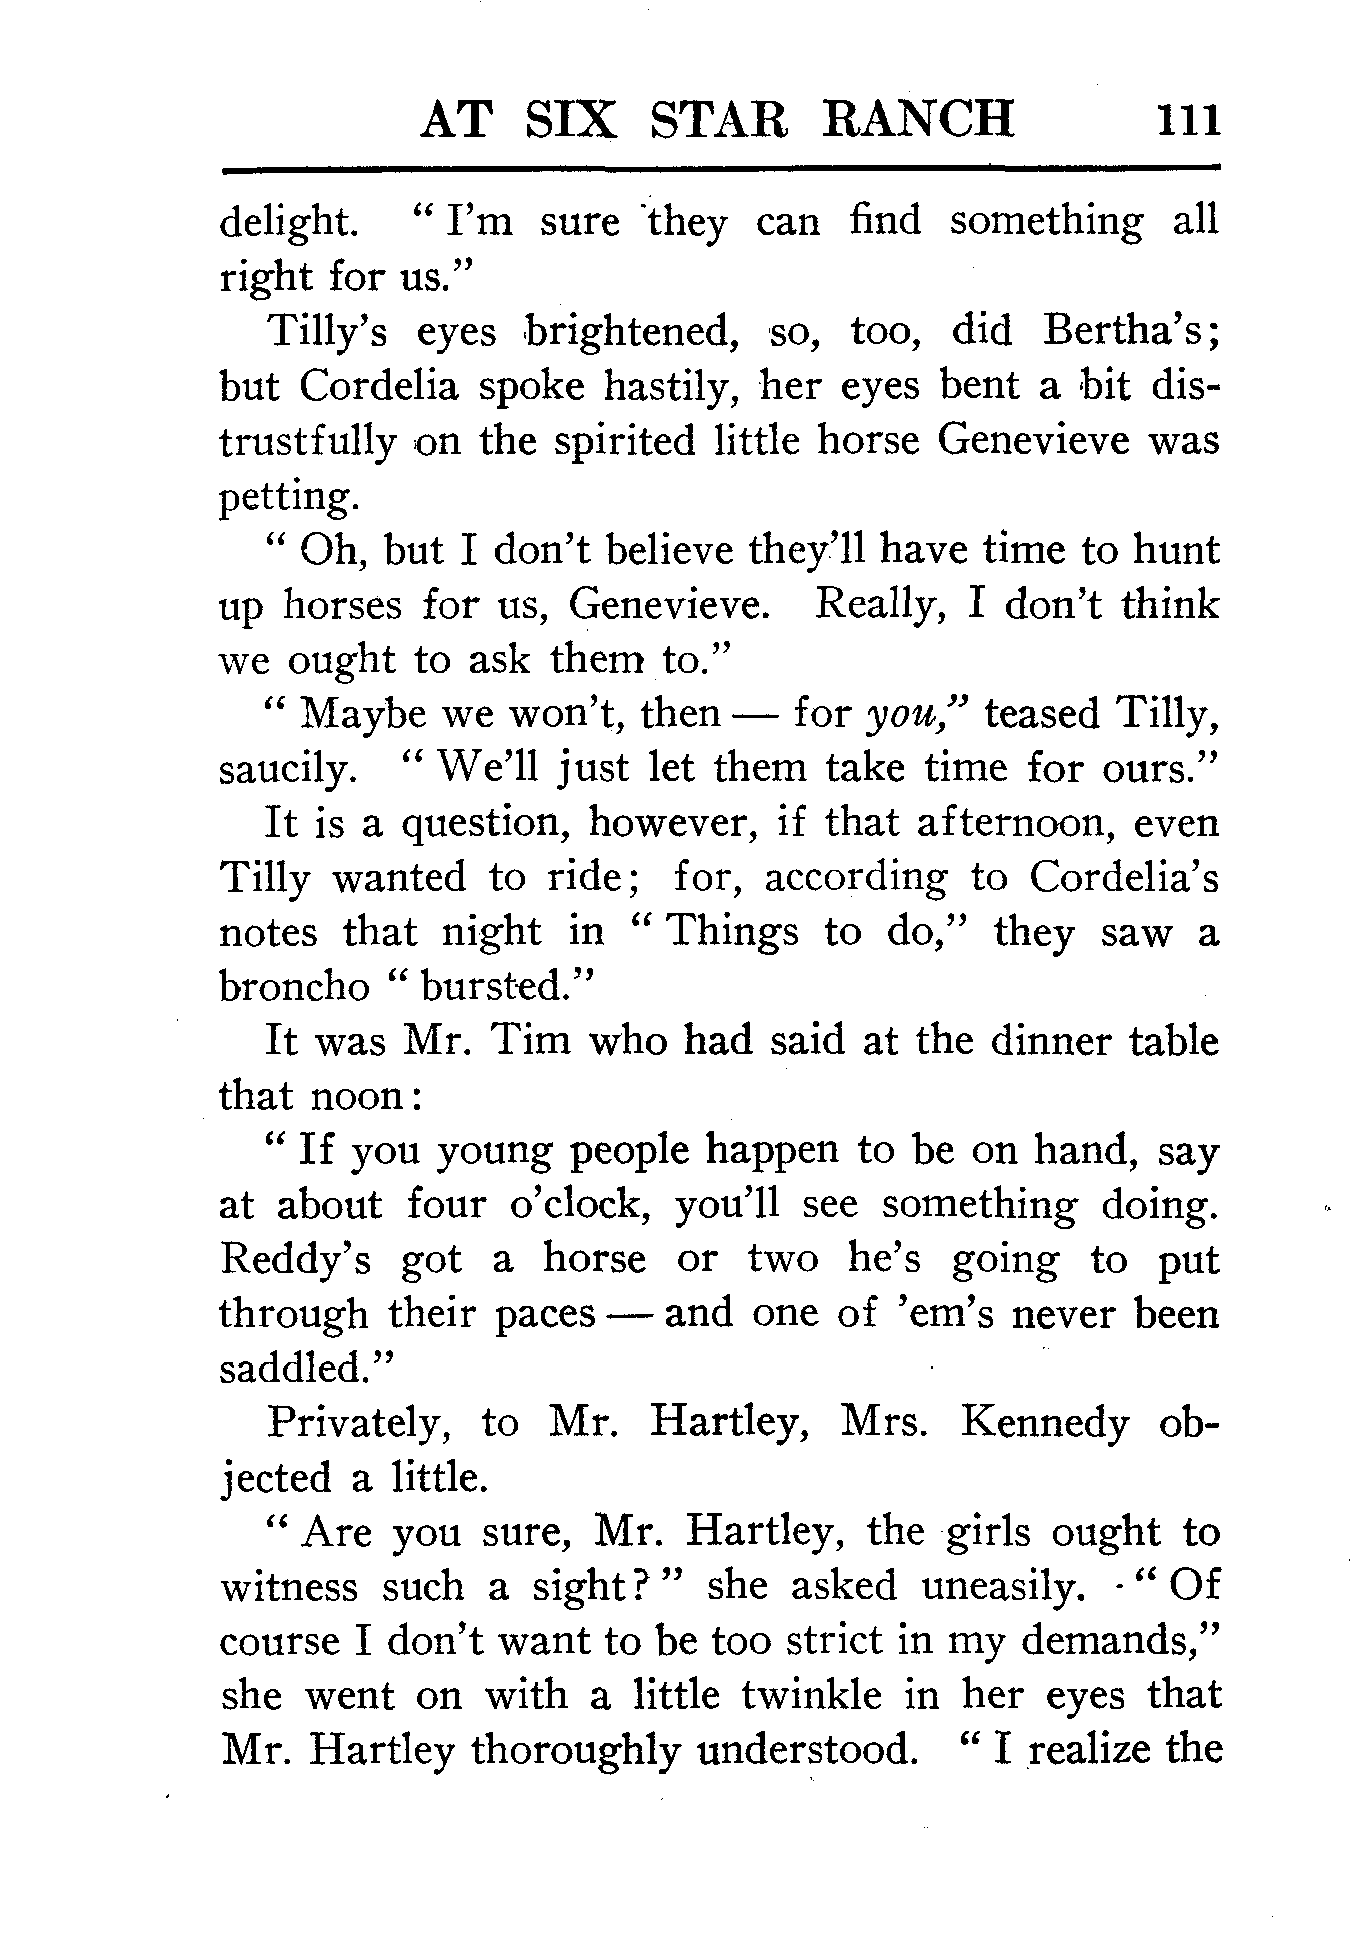 AT SIX STAR RANCH 111
delight. “ I’m sure they can find something all
right for us.”
Tilly’s eyes brightened, so, too, did Bertha’s;
but Cordelia spoke hastily, her eyes bent a bit dis-
trustfully on the spirited little horse Genevieve was
petting.
“ Oh, but I don’t believe they’ll have time to hunt
up horses for us, Genevieve. Really, I don’t think
we ought to ask them to.”
“ Maybe we won’t, then — for you,” teased Tilly,
saucily. “ We’ll just let them take time for ours.”
It is a question, however, if that afternoon, even
Tilly wanted to ride; for, according to Cordelia’s
notes that night in “ Things to do,” they saw a
broncho “ bursted.”
It was Mr. Tim who had said at the dinner table
that noon:
“ If you young people happen to be on hand, say
at about four o’clock, you’ll see something doing.
Reddy’s got a horse or two he’s going to put
through their paces — and one of ’em’s never been
saddled.”
Privately, to Mr. Hartley, Mrs. Kennedy ob-
jected a little.
“ Are you sure, Mr. Hartley, the girls ought to
witness such a sight? ” she asked uneasily. “ Of
course I don’t want to be too strict in my demands,”
she went on with a little twinkle in her eyes that
Mr. Hartley thoroughly understood. “ I realize the